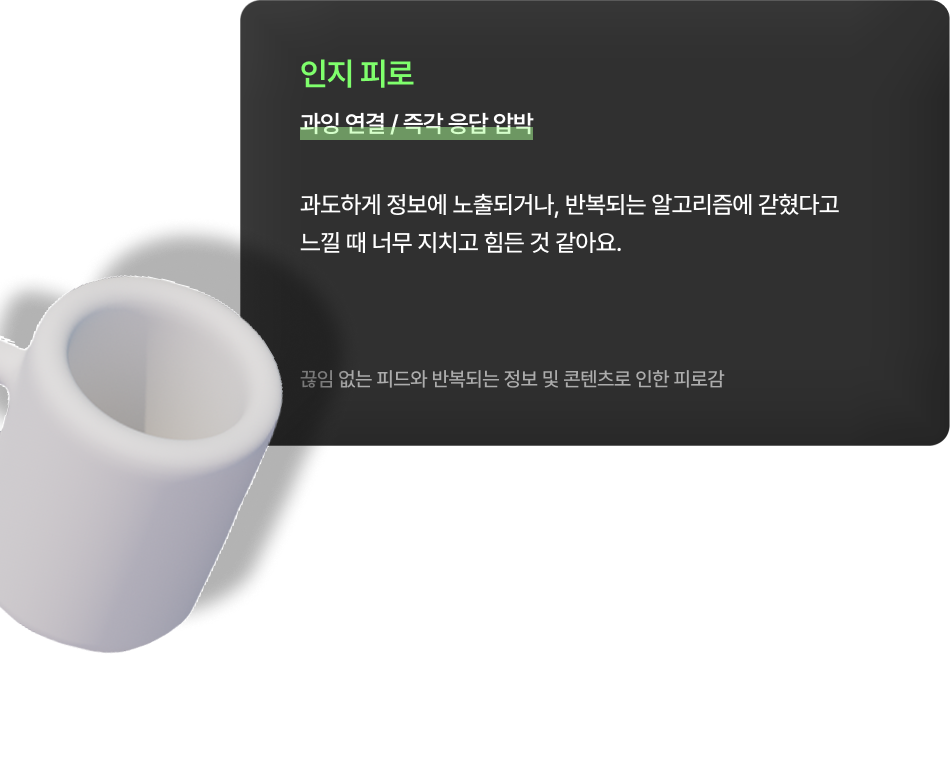 인지 피로
과잉 연결 / 즉각 응답 압박
과도하게 정보에 노출되거나, 반복되는 알고리즘에 갇혔다고
느낄 때 너무 지치고 힘든 것 같아요.
끊임 없는 피드와 반복되는 정보 및 콘텐츠로 인한 피로감